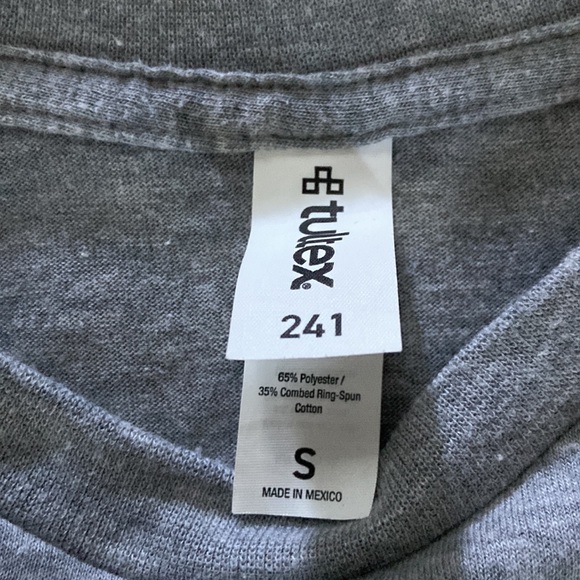 tultex®
241
65% Polyester /
35% Combed Ring-Spun
Cotton
S
MADE IN MEXICO